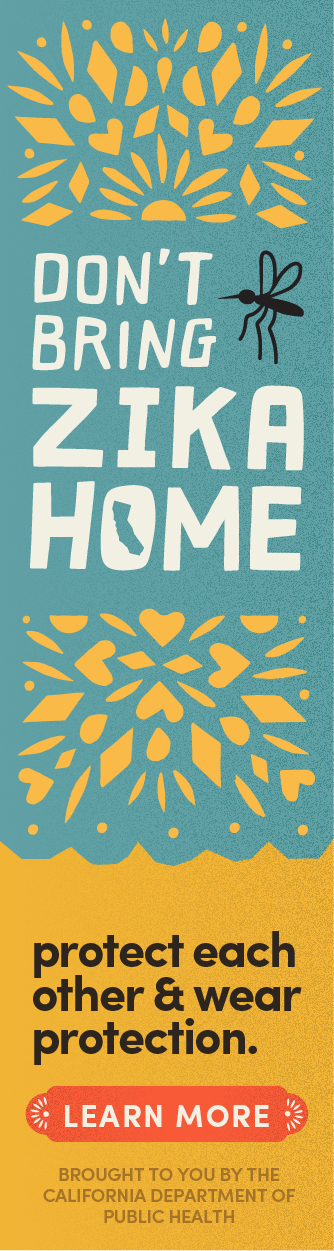 DON'T
BRING
ZIKA
HOME
protect each
other & wear
protection.
LEARN MORE
BROUGHT TO YOU BY THE
CALIFORNIA DEPARTMENT OF
PUBLIC HEALTH